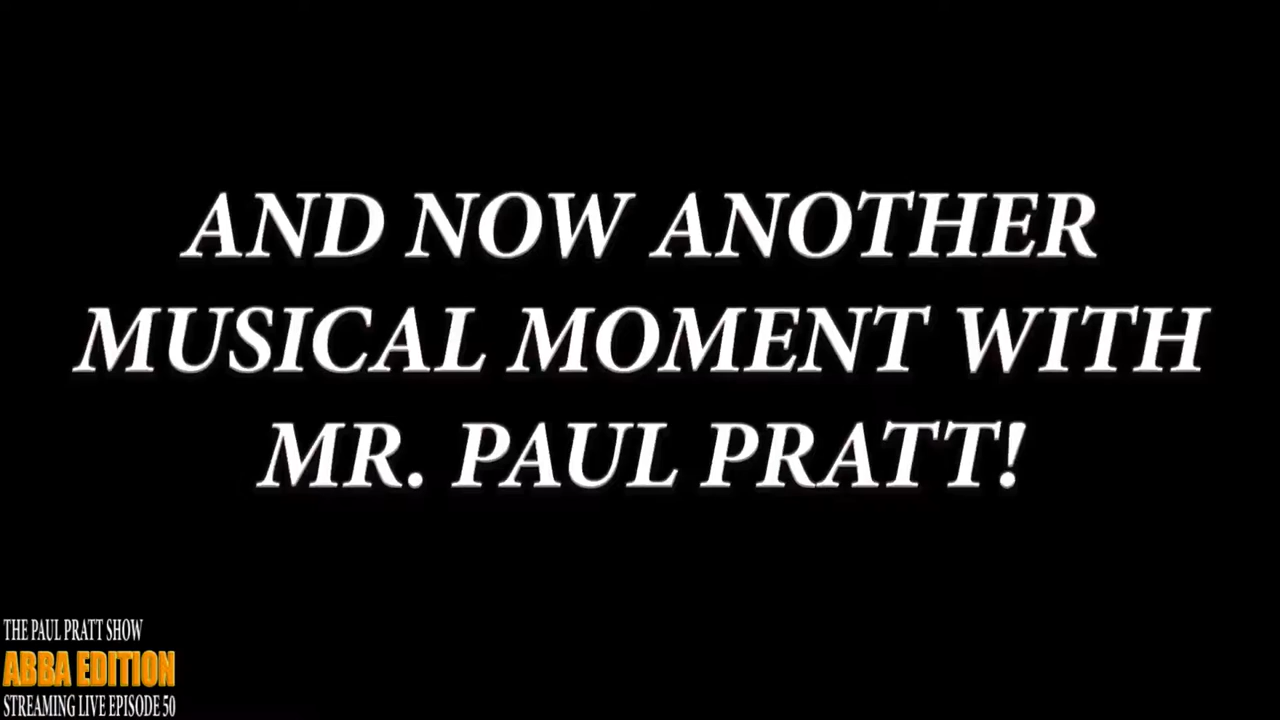 AND NOW ANOTHER
MUSICAL MOMENT WITH
MR. PAUL PRATT!
THE PAUL PRATT SHOW
ABBA EDITION
STREAMING LIVE EPISODE 50